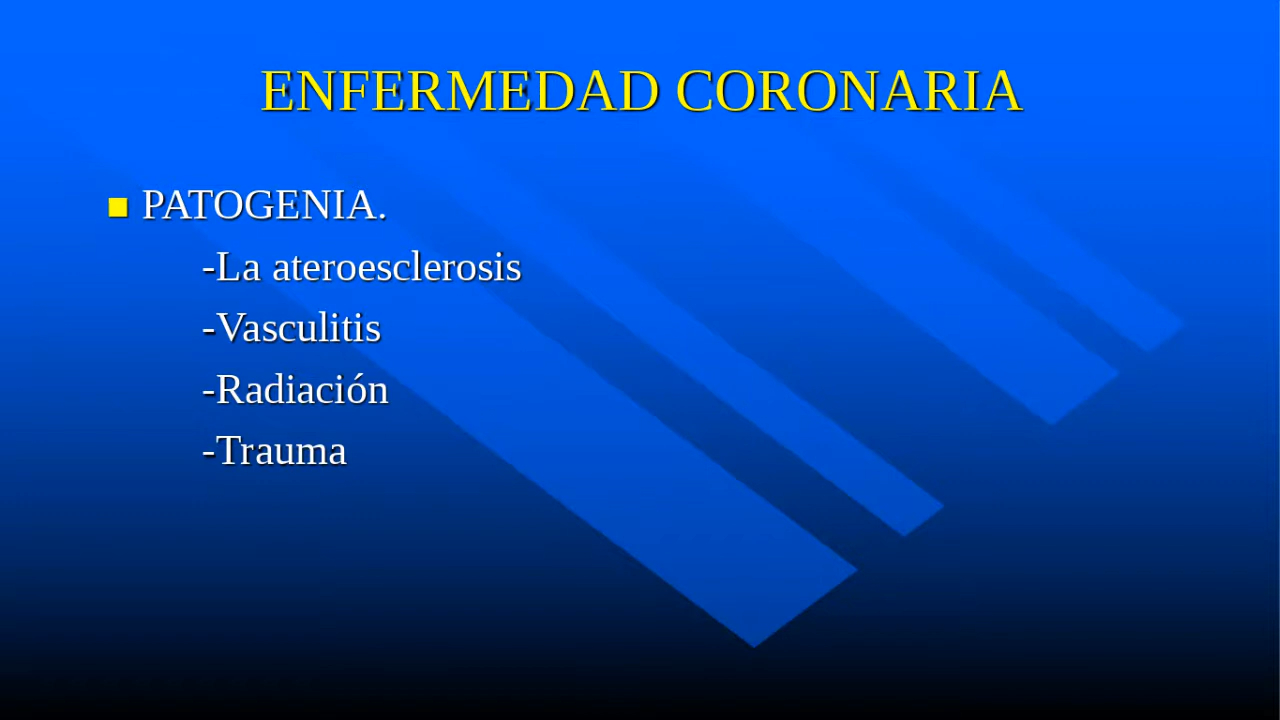 ENFERMEDAD CORONARIA
PATOGENIA.
-La ateroesclerosis
-Vasculitis
-Radiación
-Trauma